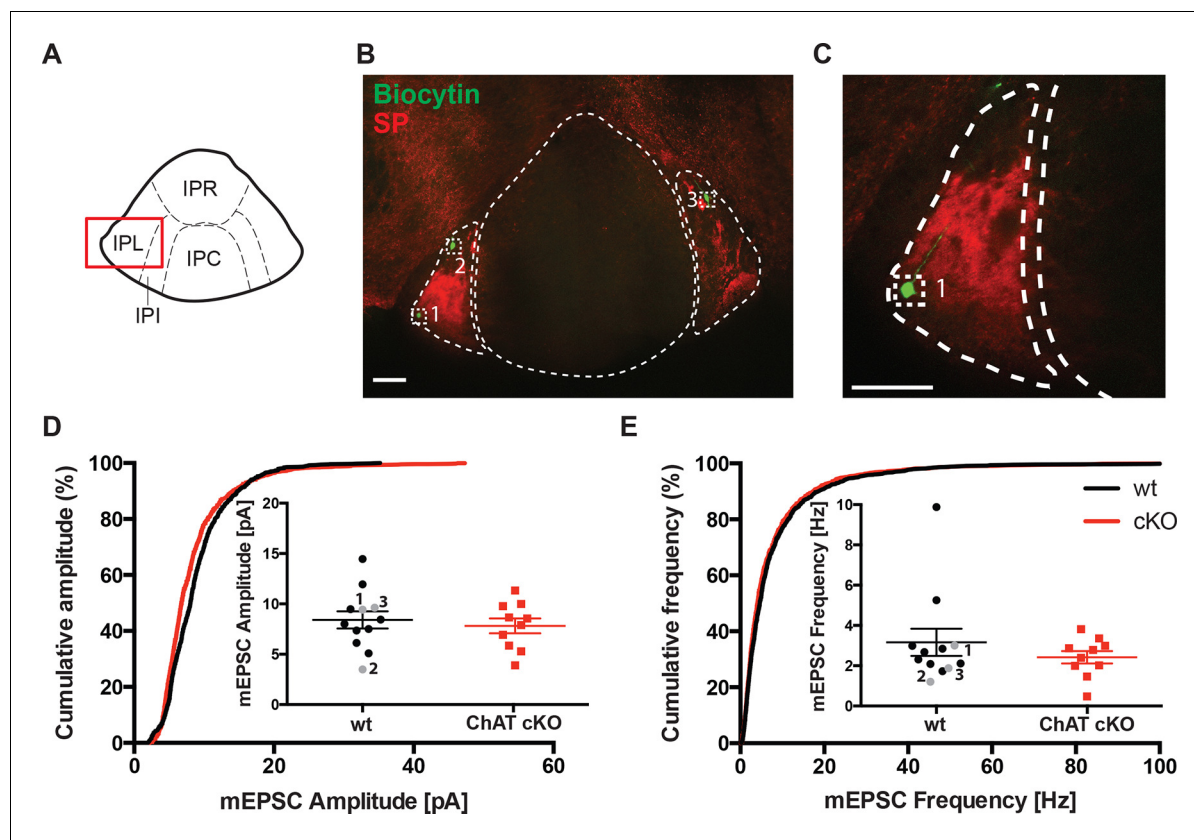 A
B
C
IPR
IPL
IPC
IPI
Biocytin
SP
3
2
1
1
D
E
Cumulative amplitude (%)
100
80
60
40
20
0
0 20 40 60
mEPSC Amplitude [pA]
mEPSC Amplitude [pA]
20
15
10
5
0
1 3
2
wt ChAT cKO
Cumulative frequency (%)
100
80
60
40
20
0
0 20 40 60 80 100
mEPSC Frequency [Hz]
wt
cKO
mEPSC Frequency [Hz]
10
8
6
4
2
0
1
2 3
wt ChAT cKO